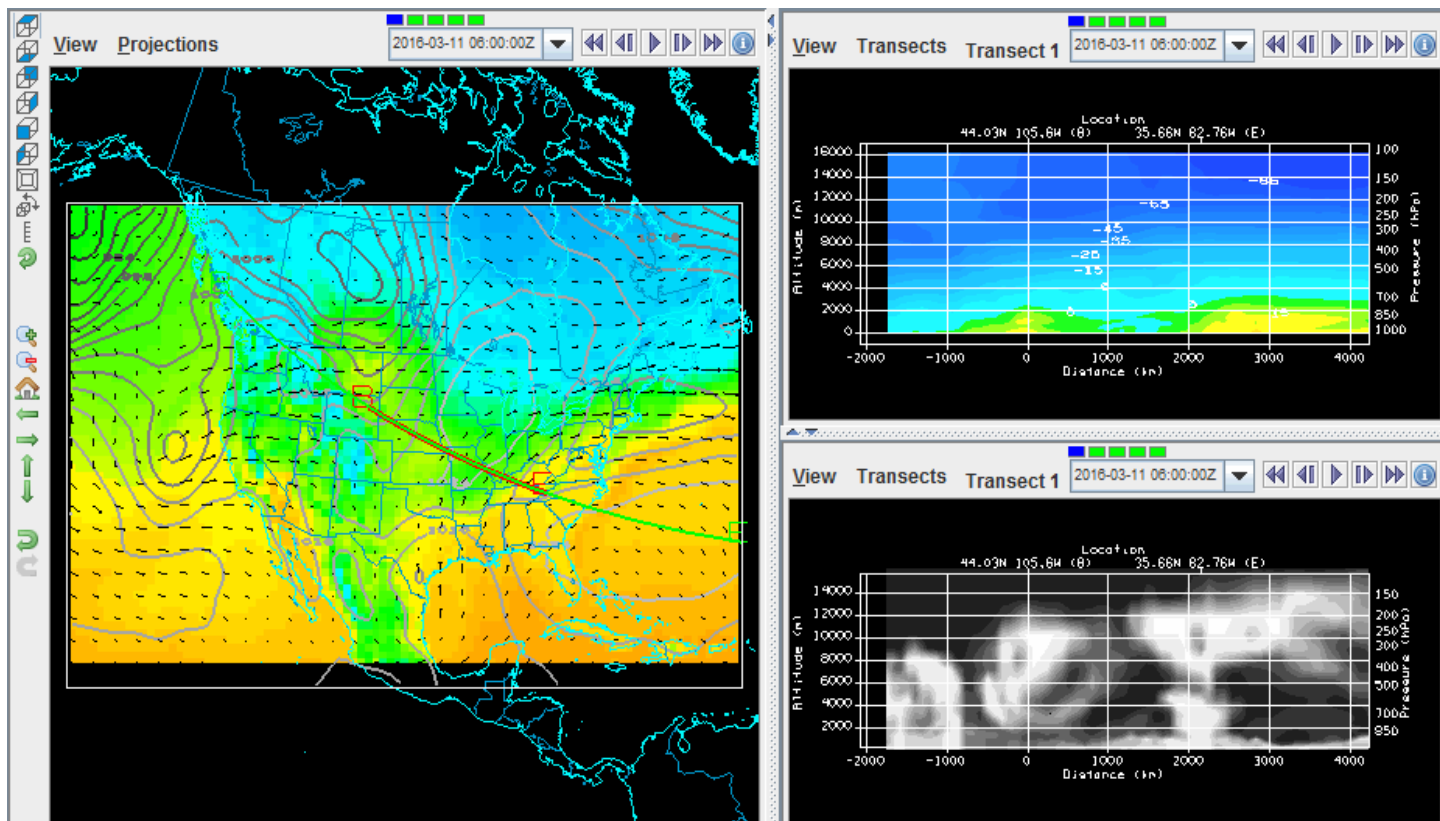 View Projections 2016-03-11 06:00:00Z
1000
1016
B
E
E
View Transects Transect 1 2016-03-11 06:00:00Z
Location
44.03N 105.6W (B) 35.66N 82.76W (E)
16000
14000
12000
10000
8000
6000
4000
2000
0
Altitude (m)
100
150
200
250
300
400
500
700
850
1000
Pressure (hPa)
-65
-45
-15
-2000 -1000 0 1000 2000 3000 4000
Distance (km)
View Transects Transect 1 2016-03-11 06:00:00Z
Location
44.03N 105.6W (B) 35.66N 82.76W (E)
14000
12000
10000
8000
6000
4000
2000
Altitude (m)
150
200
250
300
400
500
700
850
Pressure (hPa)
-2000 -1000 0 1000 2000 3000 4000
Distance (km)